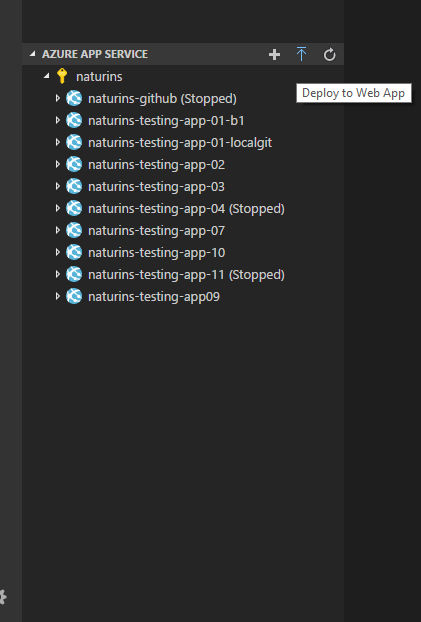 AZURE APP SERVICE
naturins
Deploy to Web App
naturins-github (Stopped)
naturins-testing-app-01-b1
naturins-testing-app-01-localgit
naturins-testing-app-02
naturins-testing-app-03
naturins-testing-app-04 (Stopped)
naturins-testing-app-07
naturins-testing-app-10
naturins-testing-app-11 (Stopped)
naturins-testing-app09